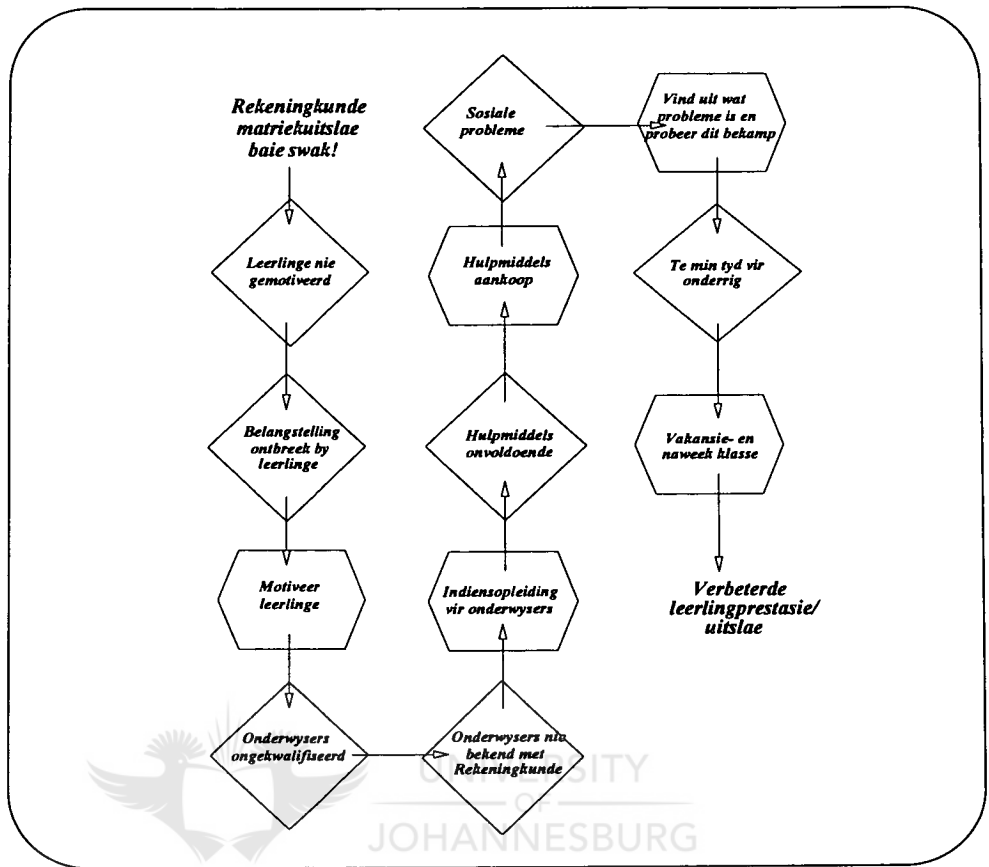 Rekeningkunde
matriekuitslae
baie swak!
Leerlinge nie
gemotiveerd
Belangstelling
ontbreek by
leerlinge
Motiveer
leerlinge
Onderwysers
ongekwalifiseerd
Onderwysers nie
bekend met
Rekeningkunde
Indiensopleiding
vir onderwysers
Hulpmiddels
onvoldoende
Hulpmiddels
aankoop
Sosiale
probleme
Vind uit wat
probleme is en
probeer dit bekamp
Te min tyd vir
onderrig
Vakansie- en
naweek klasse
Verbeterde
leerlingprestasie/
uitslae
UNIVERSITY
OF
JOHANNESBURG